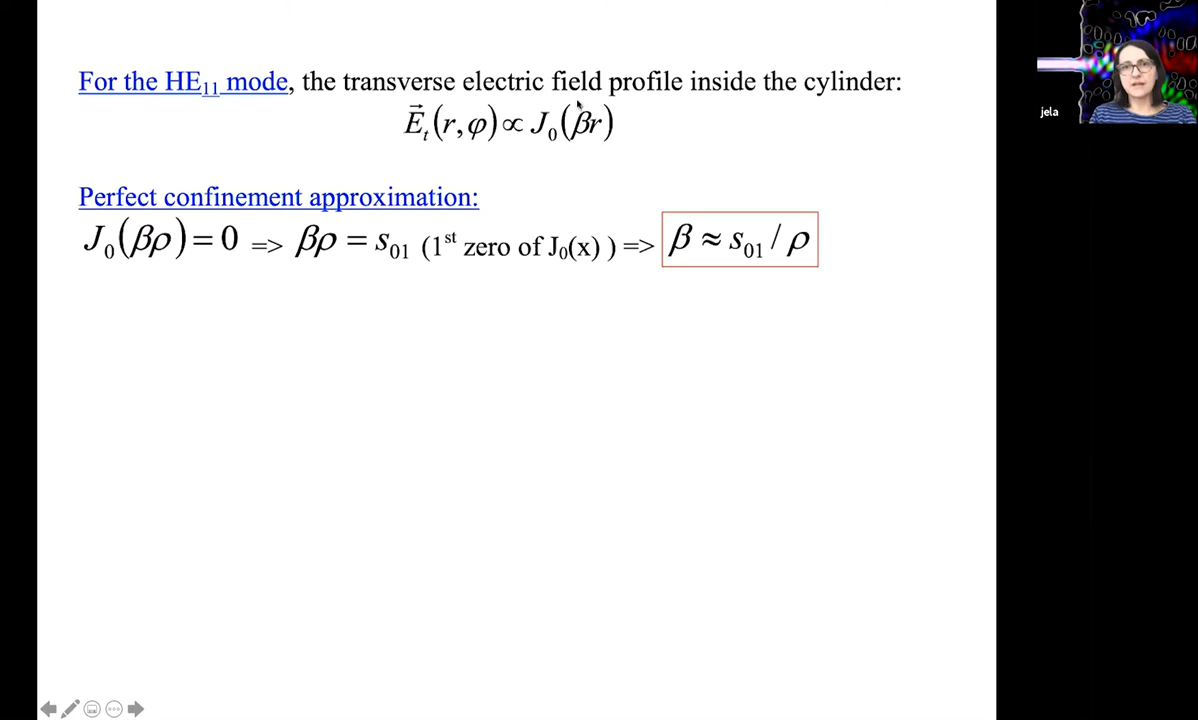 For the HE₁₁ mode, the transverse electric field profile inside the cylinder:
E⃗ₜ(r,φ) ∝ J₀(βr)
jela
Perfect confinement approximation:
J₀(βρ) = 0 => βρ = s₀₁ (1ˢᵗ zero of J₀(x) ) => β ≈ s₀₁ / ρ